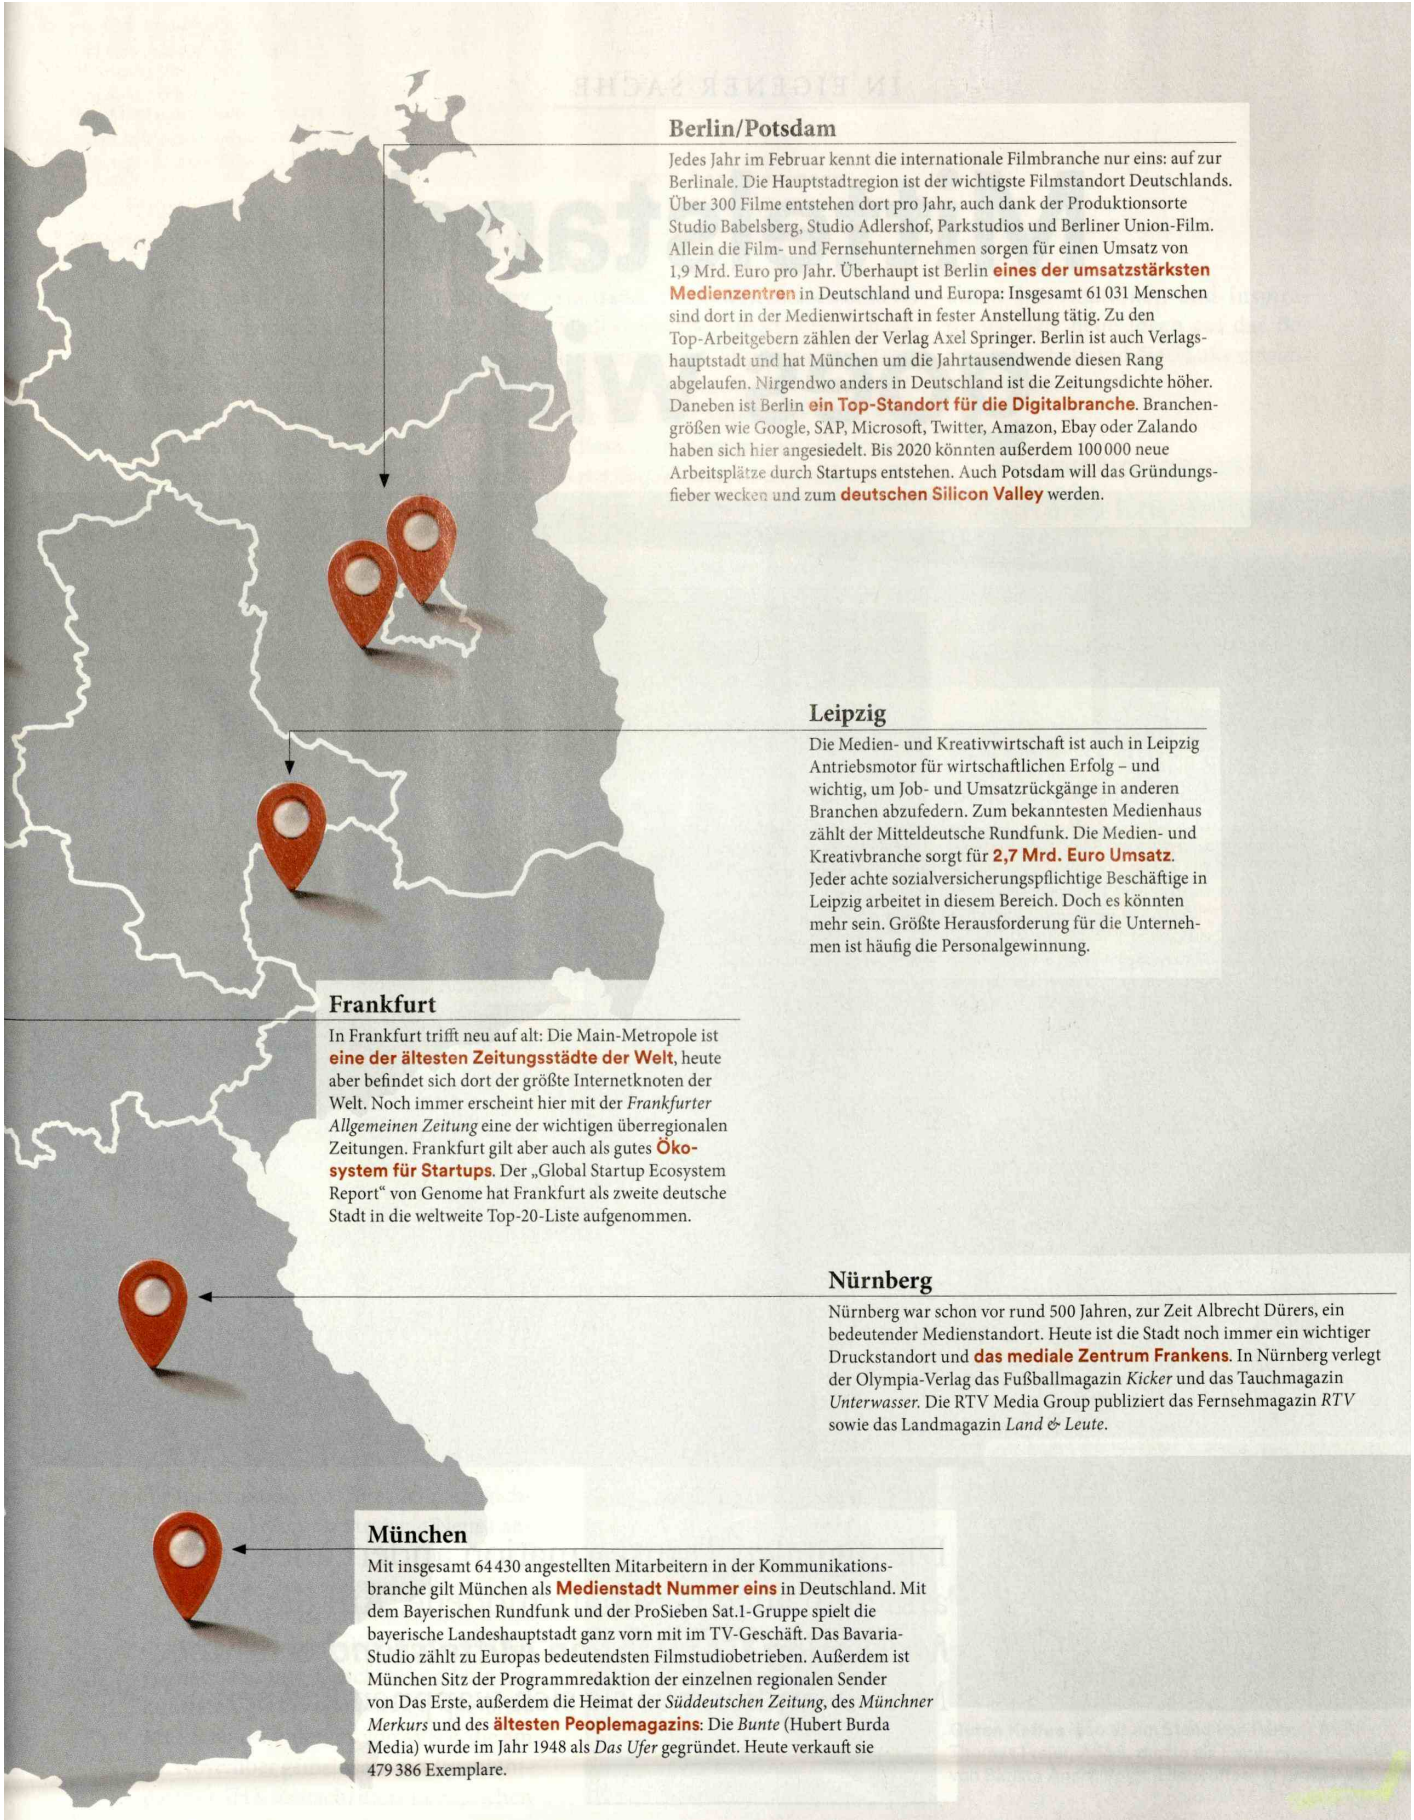 Berlin/Potsdam
Jedes Jahr im Februar kennt die internationale Filmbranche nur eins: auf zur
Berlinale. Die Hauptstadtregion ist der wichtigste Filmstandort Deutschlands.
Über 300 Filme entstehen dort pro Jahr, auch dank der Produktionsorte
Studio Babelsberg, Studio Adlershof, Parkstudios und Berliner Union-Film.
Allein die Film- und Fernsehunternehmen sorgen für einen Umsatz von
1,9 Mrd. Euro pro Jahr. Überhaupt ist Berlin eines der umsatzstärksten
Medienzentren in Deutschland und Europa: Insgesamt 61 031 Menschen
sind dort in der Medienwirtschaft in fester Anstellung tätig. Zu den
Top-Arbeitgebern zählen der Verlag Axel Springer. Berlin ist auch Verlags-
hauptstadt und hat München um die Jahrtausendwende diesen Rang
abgelaufen. Nirgendwo anders in Deutschland ist die Zeitungsdichte höher.
Daneben ist Berlin ein Top-Standort für die Digitalbranche. Branchen-
größen wie Google, SAP, Microsoft, Twitter, Amazon, Ebay oder Zalando
haben sich hier angesiedelt. Bis 2020 könnten außerdem 100 000 neue
Arbeitsplätze durch Startups entstehen. Auch Potsdam will das Gründungs-
fieber wecken und zum deutschen Silicon Valley werden.
Leipzig
Die Medien- und Kreativwirtschaft ist auch in Leipzig
Antriebsmotor für wirtschaftlichen Erfolg – und
wichtig, um Job- und Umsatzrückgänge in anderen
Branchen abzufedern. Zum bekanntesten Medienhaus
zählt der Mitteldeutsche Rundfunk. Die Medien- und
Kreativbranche sorgt für 2,7 Mrd. Euro Umsatz.
Jeder achte sozialversicherungspflichtige Beschäftige in
Leipzig arbeitet in diesem Bereich. Doch es könnten
mehr sein. Größte Herausforderung für die Unterneh-
men ist häufig die Personalgewinnung.
Frankfurt
In Frankfurt trifft neu auf alt: Die Main-Metropole ist
eine der ältesten Zeitungsstädte der Welt, heute
aber befindet sich dort der größte Internetknoten der
Welt. Noch immer erscheint hier mit der Frankfurter
Allgemeinen Zeitung eine der wichtigen überregionalen
Zeitungen. Frankfurt gilt aber auch als gutes Öko-
system für Startups. Der „Global Startup Ecosystem
Report“ von Genome hat Frankfurt als zweite deutsche
Stadt in die weltweite Top-20-Liste aufgenommen.
Nürnberg
Nürnberg war schon vor rund 500 Jahren, zur Zeit Albrecht Dürers, ein
bedeutender Medienstandort. Heute ist die Stadt noch immer ein wichtiger
Druckstandort und das mediale Zentrum Frankens. In Nürnberg verlegt
der Olympia-Verlag das Fußballmagazin Kicker und das Tauchmagazin
Unterwasser. Die RTV Media Group publiziert das Fernsehmagazin RTV
sowie das Landmagazin Land & Leute.
München
Mit insgesamt 64 430 angestellten Mitarbeitern in der Kommunikations-
branche gilt München als Medienstadt Nummer eins in Deutschland. Mit
dem Bayerischen Rundfunk und der ProSieben Sat.1-Gruppe spielt die
bayerische Landeshauptstadt ganz vorn mit im TV-Geschäft. Das Bavaria-
Studio zählt zu Europas bedeutendsten Filmstudiobetrieben. Außerdem ist
München Sitz der Programmredaktion der einzelnen regionalen Sender
von Das Erste, außerdem die Heimat der Süddeutschen Zeitung, des Münchner
Merkurs und des ältesten Peoplemagazins: Die Bunte (Hubert Burda
Media) wurde im Jahr 1948 als Das Ufer gegründet. Heute verkauft sie
479 386 Exemplare.